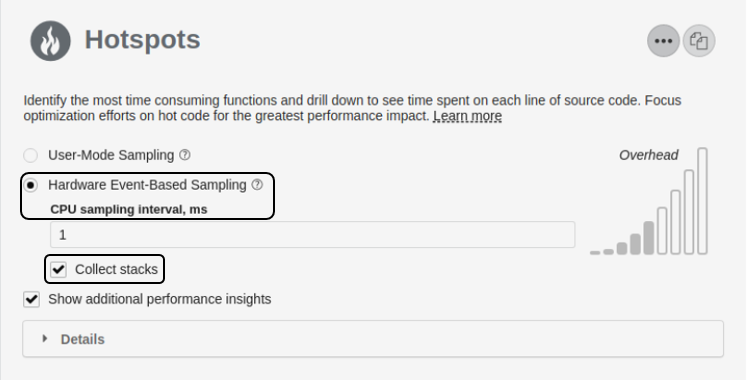 Hotspots
Identify the most time consuming functions and drill down to see time spent on each line of source code. Focus
optimization efforts on hot code for the greatest performance impact. Learn more
User-Mode Sampling ?
Overhead
Hardware Event-Based Sampling ?
CPU sampling interval, ms
1
Collect stacks
Show additional performance insights
Details